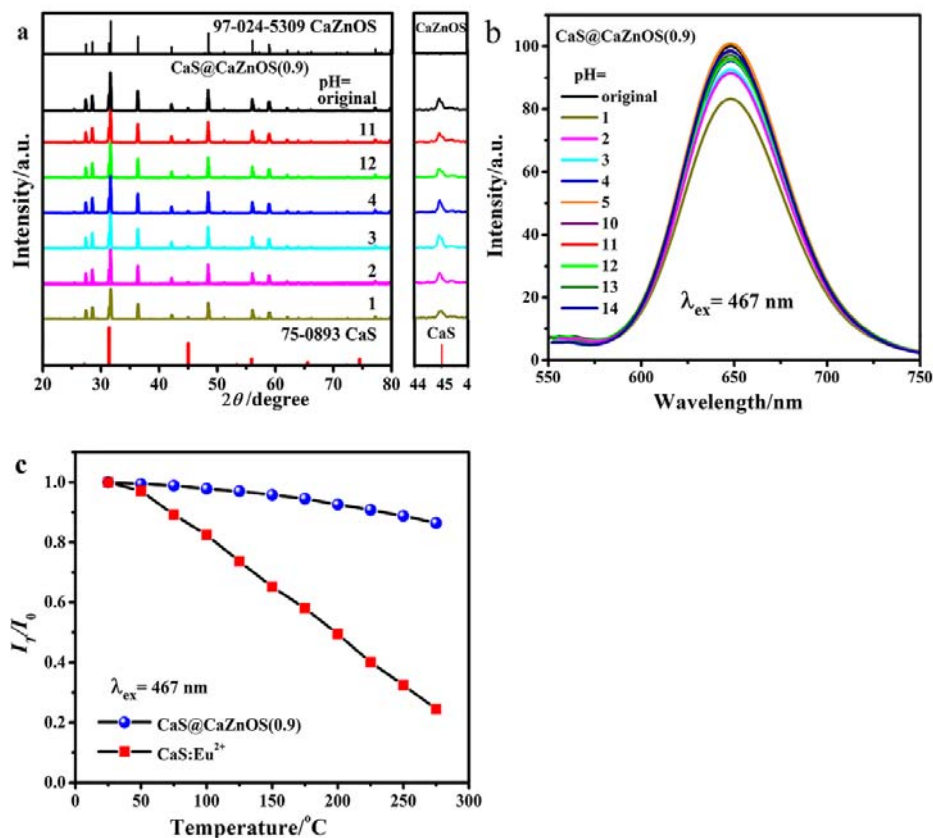 a
97-024-5309 CaZnOS
CaS@CaZnOS(0.9)
pH=
original
11
12
4
3
2
1
75-0893 CaS
Intensity/a.u.
20 30 40 50 60 70 80
2θ/degree
CaZnOS
CaS
44 45 4
b
CaS@CaZnOS(0.9)
pH=
original
1
2
3
4
5
10
11
12
13
14
λex= 467 nm
Intensity/a.u.
100
80
60
40
20
0
550 600 650 700 750
Wavelength/nm
c
IT/I0
1.0
0.8
0.6
0.4
0.2
0.0
λex= 467 nm
CaS@CaZnOS(0.9)
CaS:Eu2+
0 50 100 150 200 250 300
Temperature/°C